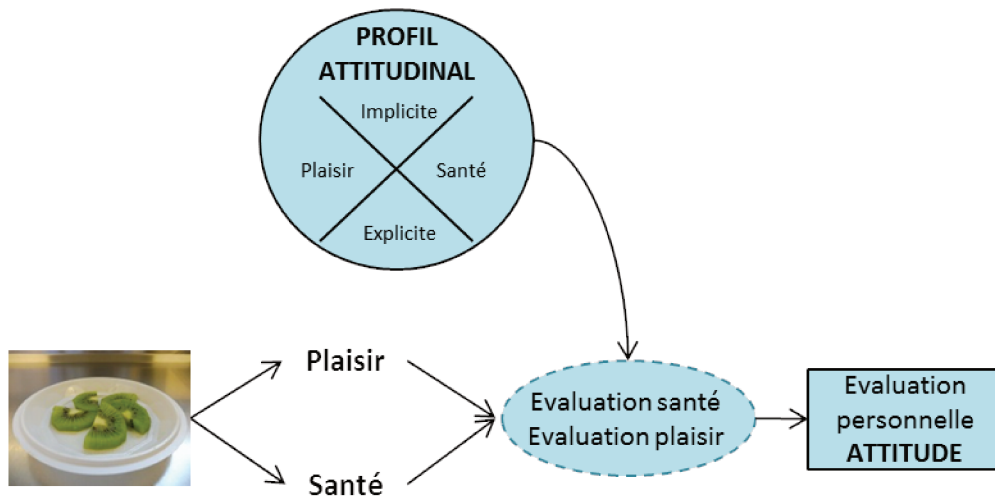 PROFIL
ATTITUDINAL
Implicite
Plaisir
Santé
Explicite
Plaisir
Santé
Evaluation santé
Evaluation plaisir
Evaluation
personnelle
ATTITUDE